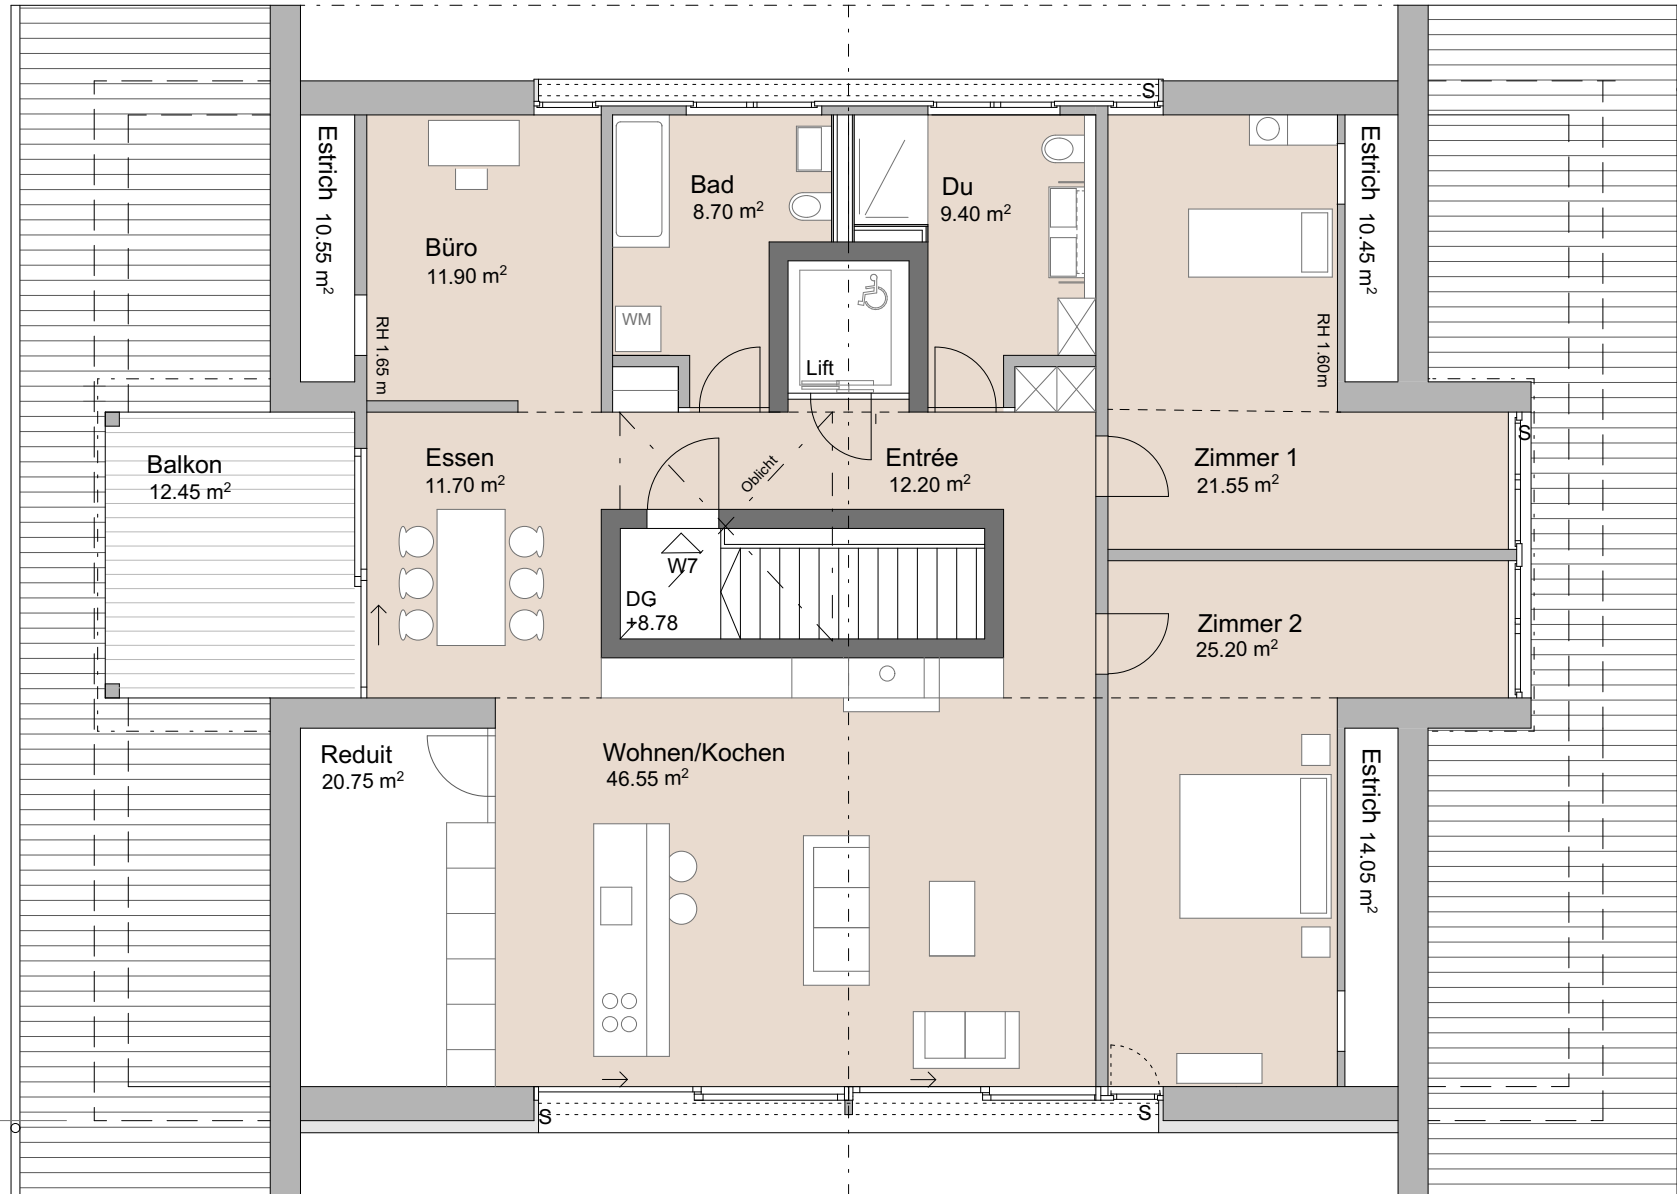 S
Estrich 10.55 m²
Büro
11.90 m²
RH 1.65 m
Bad
8.70 m²
WM
Lift
Du
9.40 m²
Estrich 10.45 m²
RH 1.60m
Balkon
12.45 m²
Essen
11.70 m²
Oblicht
Entrée
12.20 m²
Zimmer 1
21.55 m²
S
W7
DG
+8.78
Zimmer 2
25.20 m²
Reduit
20.75 m²
Wohnen/Kochen
46.55 m²
Estrich 14.05 m²
S
S